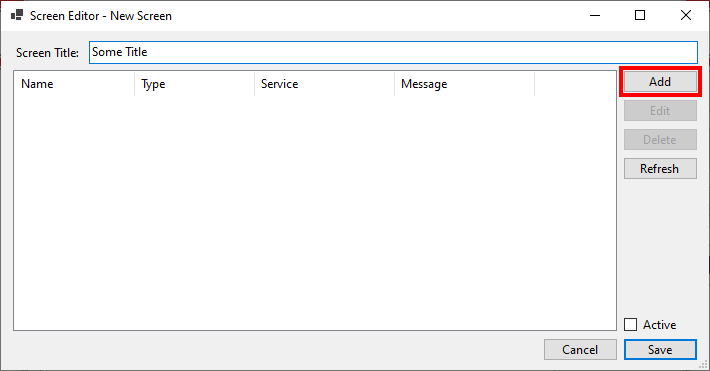 Screen Editor - New Screen
Screen Title: Some Title
Name Type Service Message
Add
Edit
Delete
Refresh
Active
Cancel Save